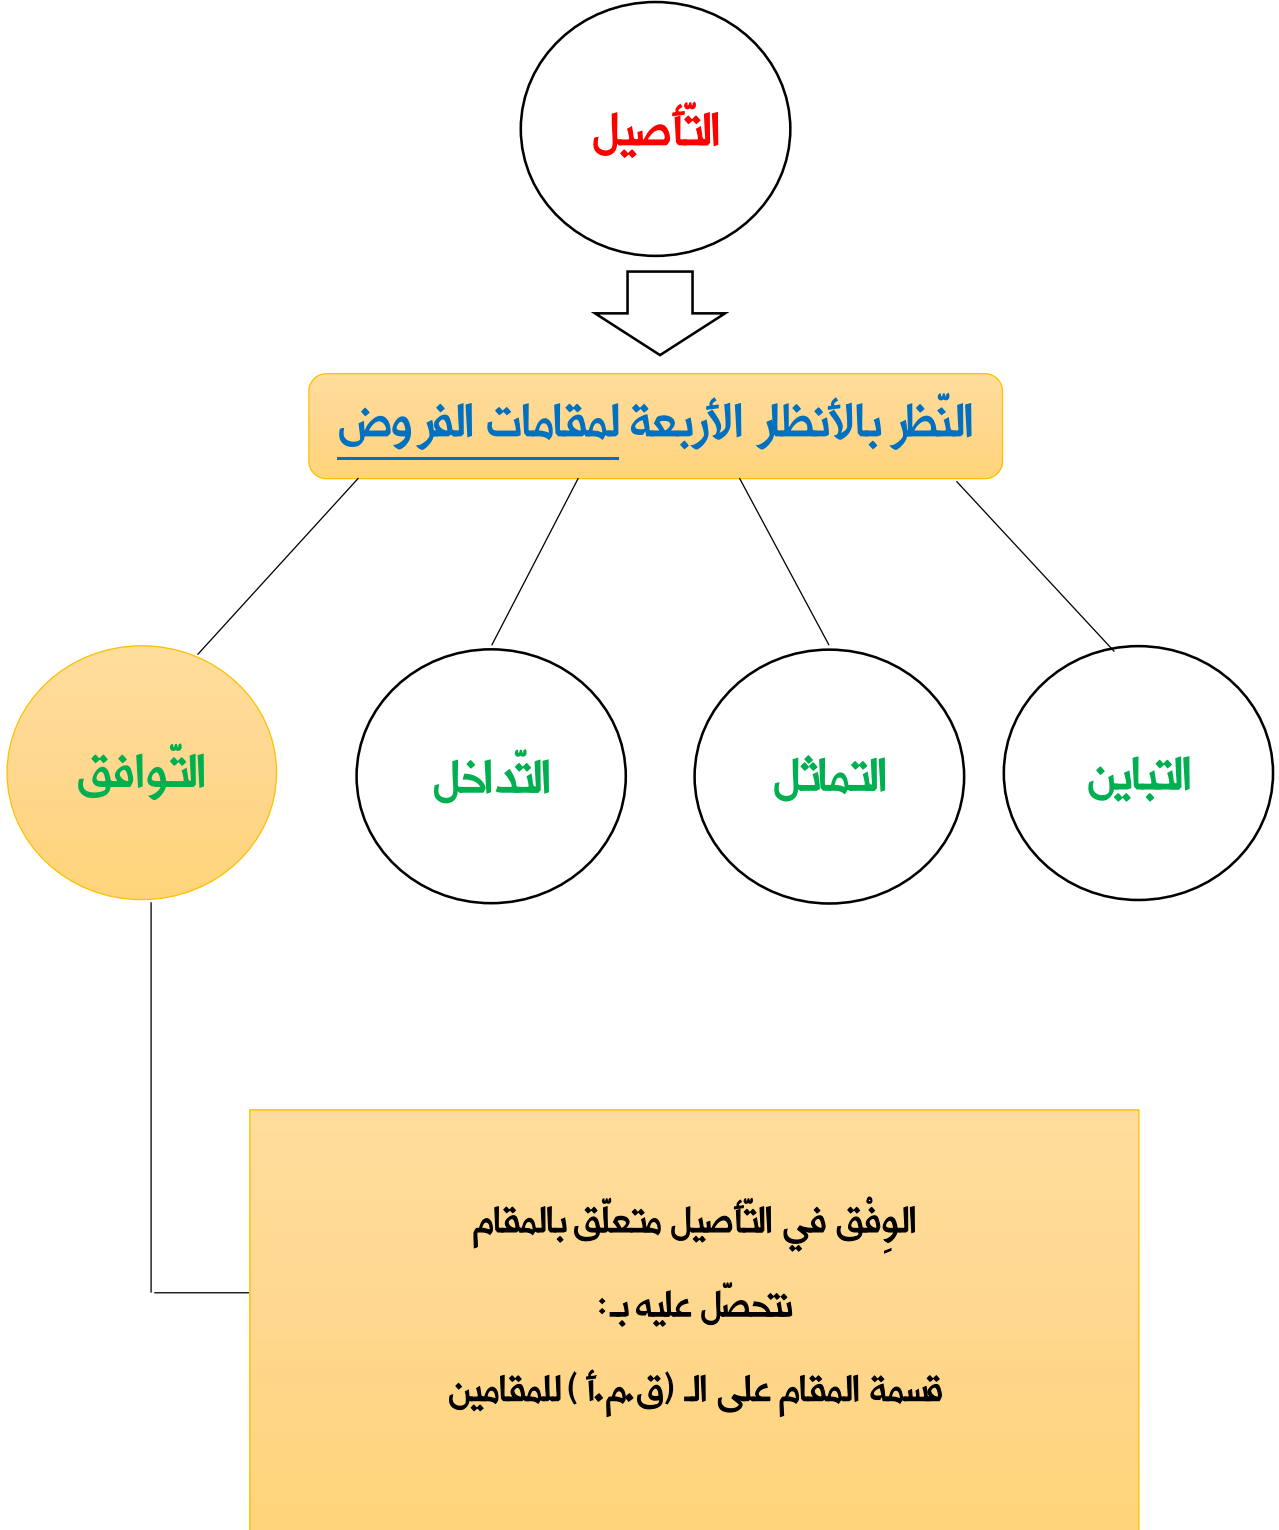 التّأصيل
النّظر بالأنظار الأربعة لمقامات الفروض
التباين
التماثل
التّداخل
التّوافق
الوِفْق في التّأصيل متعلّق بالمقام
نتحصّل عليه بـ:
قسمة المقام على الـ (ق.م.أ) للمقامين